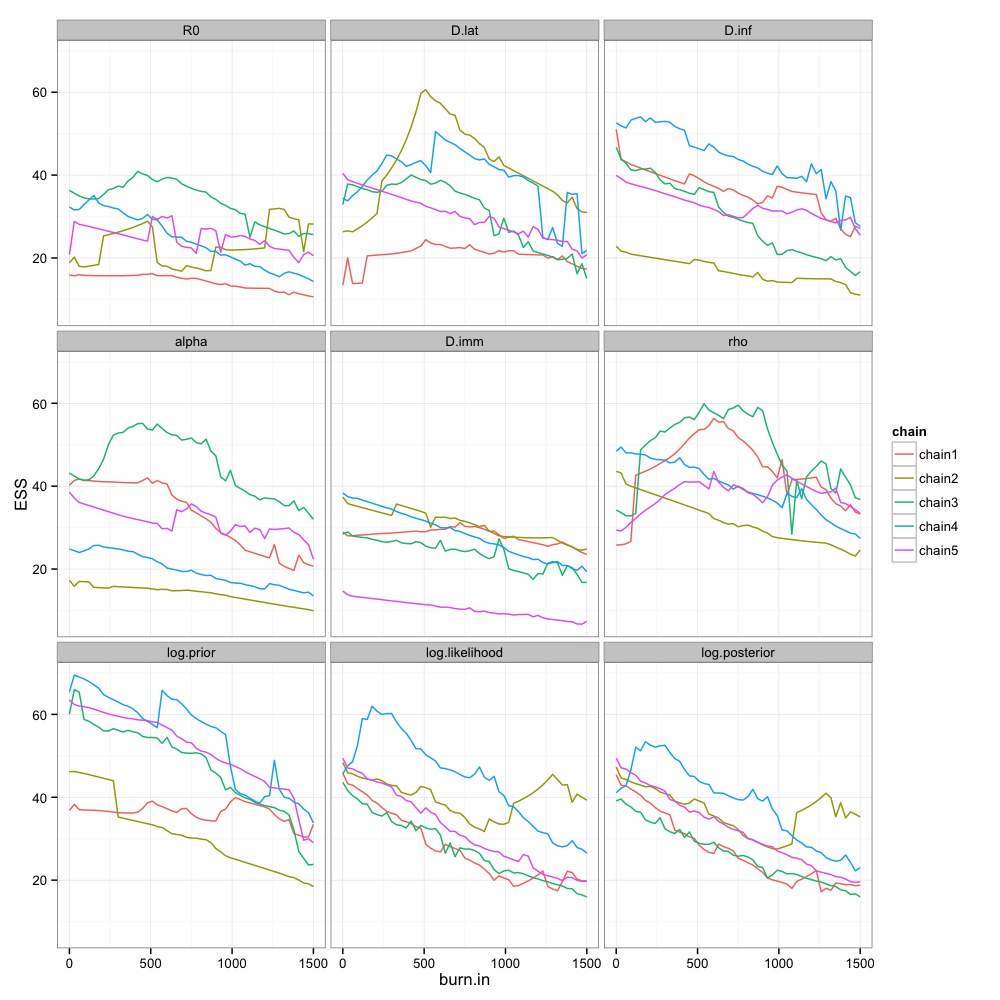 R0 D.lat D.inf
60
40
20
alpha D.imm rho
60
40
20
ESS
log.prior log.likelihood log.posterior
60
40
20
0 500 1000 1500 0 500 1000 1500 0 500 1000 1500
burn.in
chain
chain1
chain2
chain3
chain4
chain5